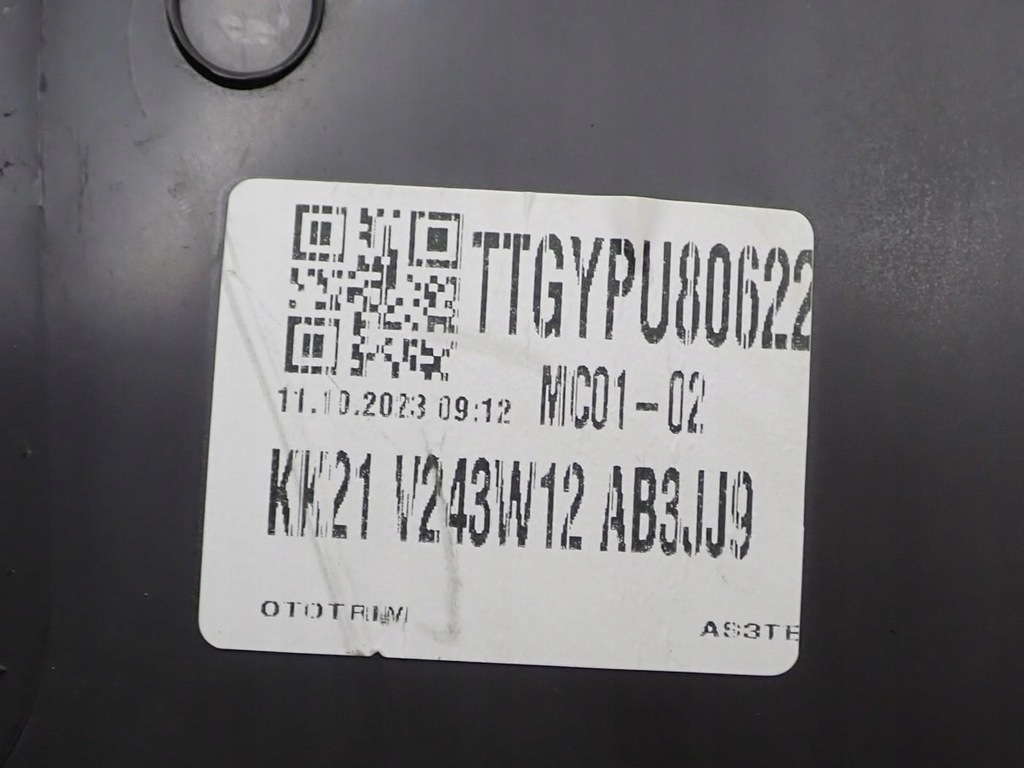 TTGYPU80622
11.10.2023 09:12 MC01-02
KK21 V243W12 AB3JJ9
OTOTRIM AS3TE